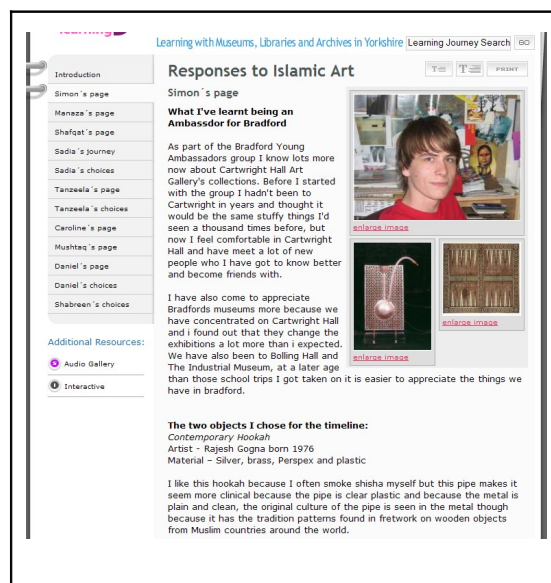 learning
Learning with Museums, Libraries and Archives in Yorkshire
Learning Journey Search
GO
Introduction
Simon´s page
Manaza´s page
Shafqat´s page
Sadia´s journey
Sadia´s choices
Tanzeela´s page
Tanzeela´s choices
Caroline´s page
Mushtaq´s page
Daniel´s page
Daniel´s choices
Shabreen´s choices
Additional Resources:
Audio Gallery
Interactive
Responses to Islamic Art
T
T
PRINT
Simon´s page
What I've learnt being an
Ambassdor for Bradford
As part of the Bradford Young
Ambassadors group I know lots more
now about Cartwright Hall Art
Gallery's collections. Before I started
with the group I hadn't been to
Cartwright in years and thought it
would be the same stuffy things I'd
seen a thousand times before, but
now I feel comfortable in Cartwright
Hall and have meet a lot of new
people who I have got to know better
and become friends with.
I have also come to appreciate
Bradfords museums more because we
have concentrated on Cartwright Hall
and i found out that they change the
exhibitions a lot more than i expected.
We have also been to Bolling Hall and
The Industrial Museum, at a later age
than those school trips I got taken on it is easier to appreciate the things we
have in bradford.
enlarge image
enlarge image
enlarge image
The two objects I chose for the timeline:
Contemporary Hookah
Artist - Rajesh Gogna born 1976
Material – Silver, brass, Perspex and plastic
I like this hookah because I often smoke shisha myself but this pipe makes it
seem more clinical because the pipe is clear plastic and because the metal is
plain and clean, the original culture of the pipe is seen in the metal though
because it has the tradition patterns found in fretwork on wooden objects
from Muslim countries around the world.